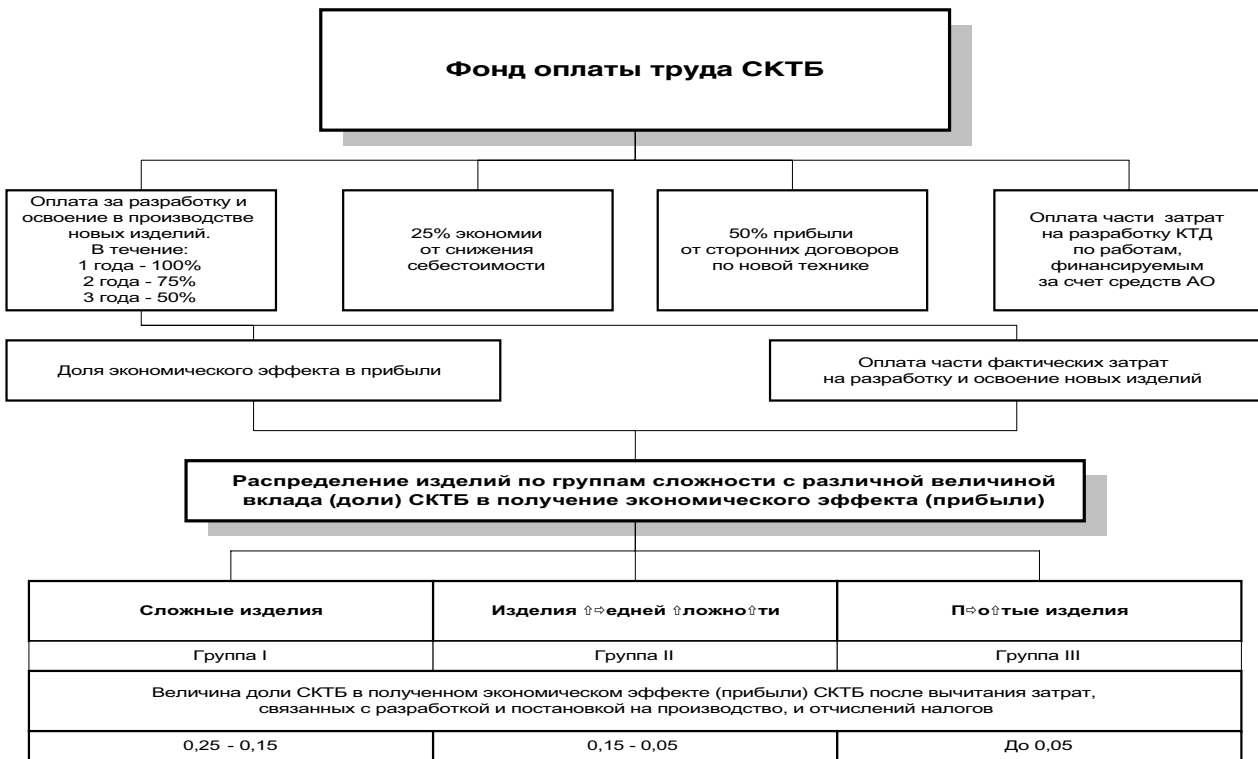 Фонд оплаты труда СКТБ
Оплата за разработку и
освоение в производстве
новых изделий.
В течение:
1 года - 100%
2 года - 75%
3 года - 50%
25% экономии
от снижения
себестоимости
50% прибыли
от сторонних договоров
по новой технике
Оплата части затрат
на разработку КТД
по работам,
финансируемым
за счет средств АО
Доля экономического эффекта в прибыли
Оплата части фактических затрат
на разработку и освоение новых изделий
Распределение изделий по группам сложности с различной величиной
вклада (доли) СКТБ в получение экономического эффекта (прибыли)
Сложные изделия
Изделия ⇧⇨едней ⇧ложно⇧ти
П⇨о⇧тые изделия
Группа I
Группа II
Группа III
Величина доли СКТБ в полученном экономическом эффекте (прибыли) СКТБ после вычитания затрат,
связанных с разработкой и постановкой на производство, и отчислений налогов
0,25 - 0,15
0,15 - 0,05
До 0,05